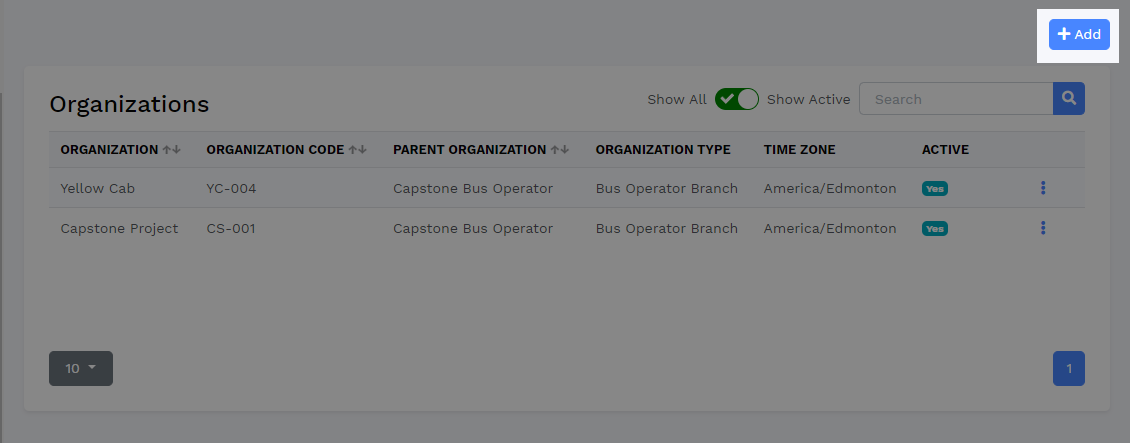 Add
Organizations
Show All Show Active Search
ORGANIZATION ORGANIZATION CODE PARENT ORGANIZATION ORGANIZATION TYPE TIME ZONE ACTIVE
Yellow Cab YC-004 Capstone Bus Operator Bus Operator Branch America/Edmonton Yes
Capstone Project CS-001 Capstone Bus Operator Bus Operator Branch America/Edmonton Yes
10 1